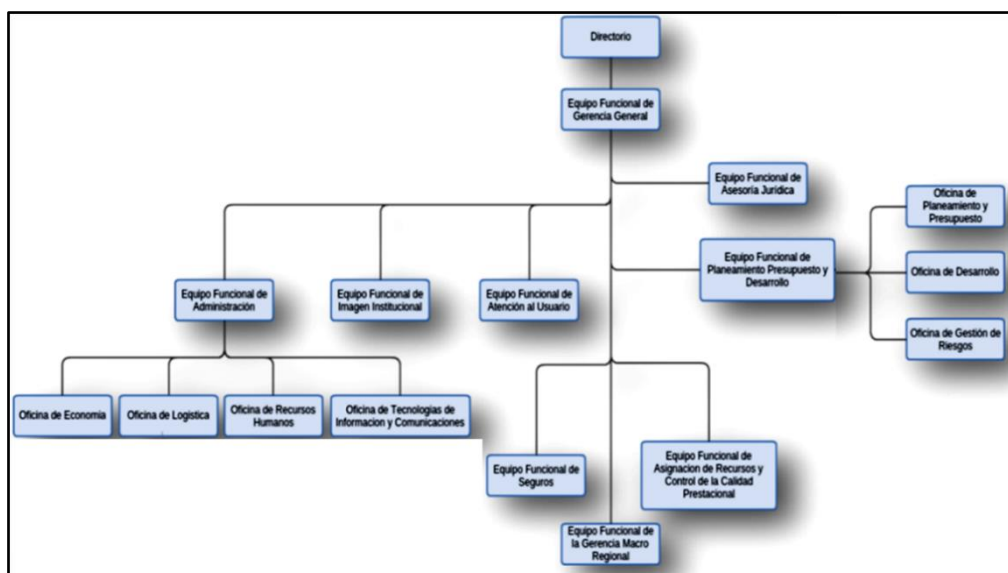 Directorio
Equipo Funcional de
Gerencia General
Equipo Funcional de
Asesoría Jurídica
Oficina de
Planeamiento y
Presupuesto
Equipo Funcional de
Planeamiento Presupuesto y
Desarrollo
Oficina de Desarrollo
Oficina de Gestión de
Riesgos
Equipo Funcional de
Administración
Equipo Funcional de
Imagen Institucional
Equipo Funcional de
Atención al Usuario
Oficina de Economía
Oficina de Logística
Oficina de Recursos
Humanos
Oficina de Tecnologías de
Informacion y Comunicaciones
Equipo Funcional de
Seguros
Equipo Funcional de
Asignacion de Recursos y
Control de la Calidad
Prestacional
Equipo Funcional de
la Gerencia Macro
Regional